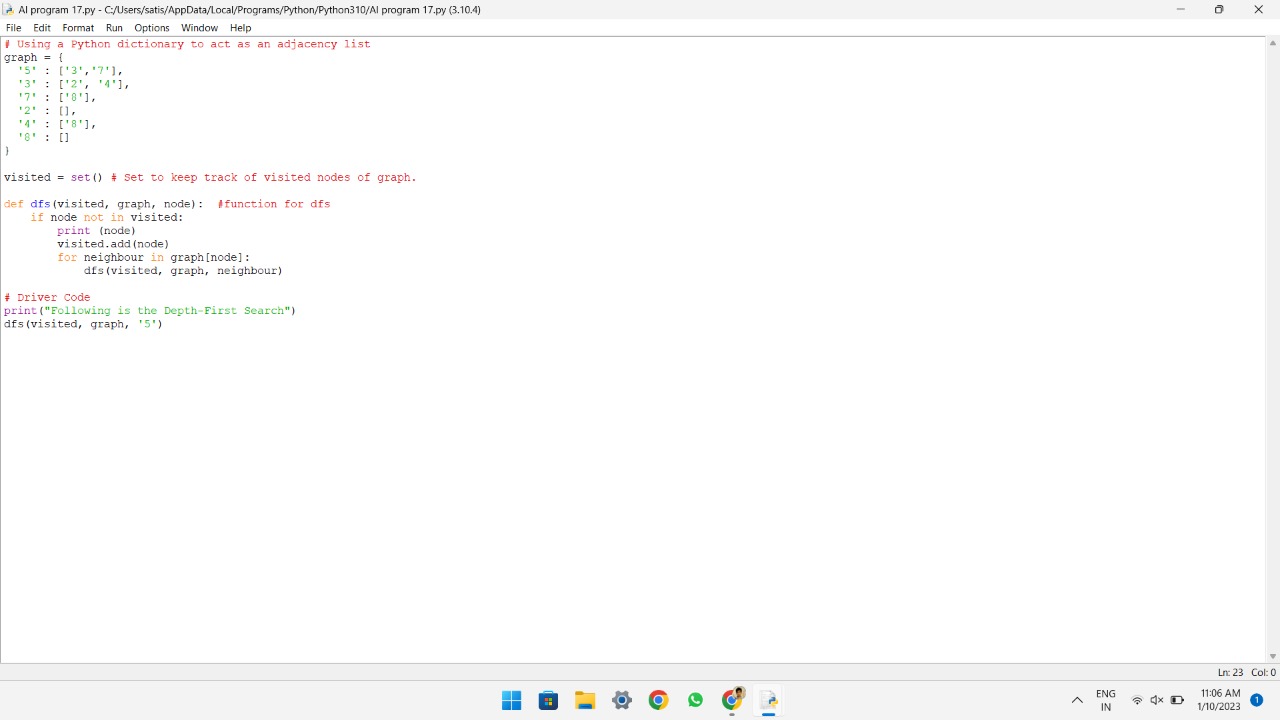 AI program 17.py - C:/Users/satis/AppData/Local/Programs/Python/Python310/AI program 17.py (3.10.4)
File Edit Format Run Options Window Help
# Using a Python dictionary to act as an adjacency list
graph = {
  '5' : ['3','7'],
  '3' : ['2', '4'],
  '7' : ['8'],
  '2' : [],
  '4' : ['8'],
  '8' : []
}
visited = set() # Set to keep track of visited nodes of graph.
def dfs(visited, graph, node):  #function for dfs
    if node not in visited:
        print (node)
        visited.add(node)
        for neighbour in graph[node]:
            dfs(visited, graph, neighbour)
# Driver Code
print("Following is the Depth-First Search")
dfs(visited, graph, '5')
Ln: 23 Col: 0
ENG
IN
11:06 AM
1/10/2023
1